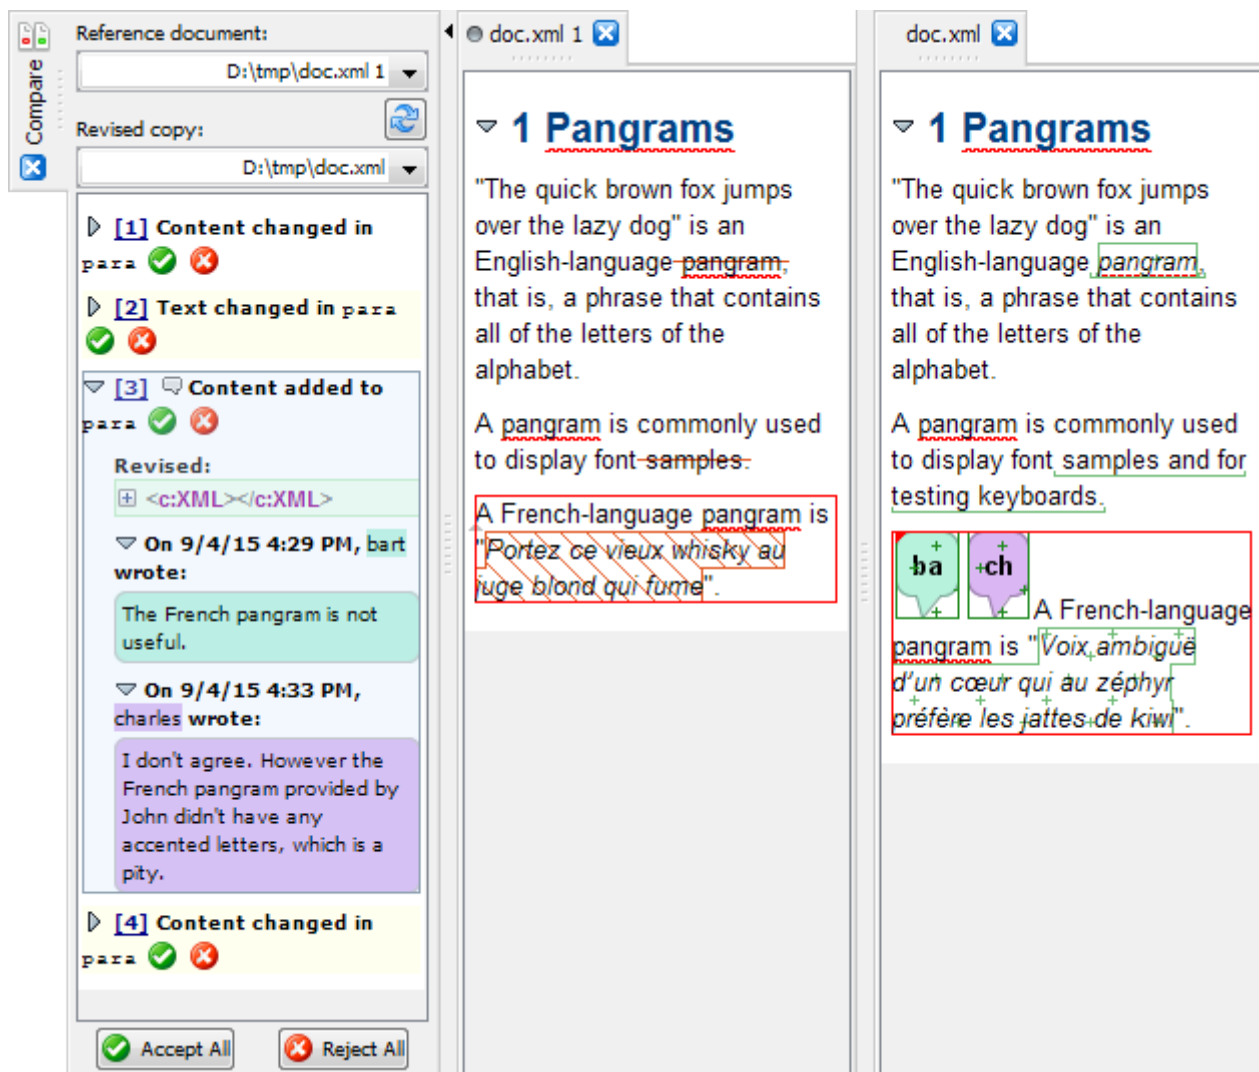 Compare
Reference document:
D:\tmp\doc.xml 1
Revised copy:
D:\tmp\doc.xml
[1] Content changed in
para
[2] Text changed in para
[3] Content added to
para
Revised:
<c:XML></c:XML>
On 9/4/15 4:29 PM, bart
wrote:
The French pangram is not
useful.
On 9/4/15 4:33 PM,
charles wrote:
I don't agree. However the
French pangram provided by
John didn't have any
accented letters, which is a
pity.
[4] Content changed in
para
Accept All
Reject All
doc.xml 1
1 Pangrams
"The quick brown fox jumps
over the lazy dog" is an
English-language pangram,
that is, a phrase that contains
all of the letters of the
alphabet.
A pangram is commonly used
to display font samples.
A French-language pangram is
"Portez ce vieux whisky au
juge blond qui fume".
doc.xml
1 Pangrams
"The quick brown fox jumps
over the lazy dog" is an
English-language pangram,
that is, a phrase that contains
all of the letters of the
alphabet.
A pangram is commonly used
to display font samples and for
testing keyboards.
ba ch A French-language
pangram is "Voix ambiguë
d'un cœur qui au zéphyr
préfère les jattes de kiwi".